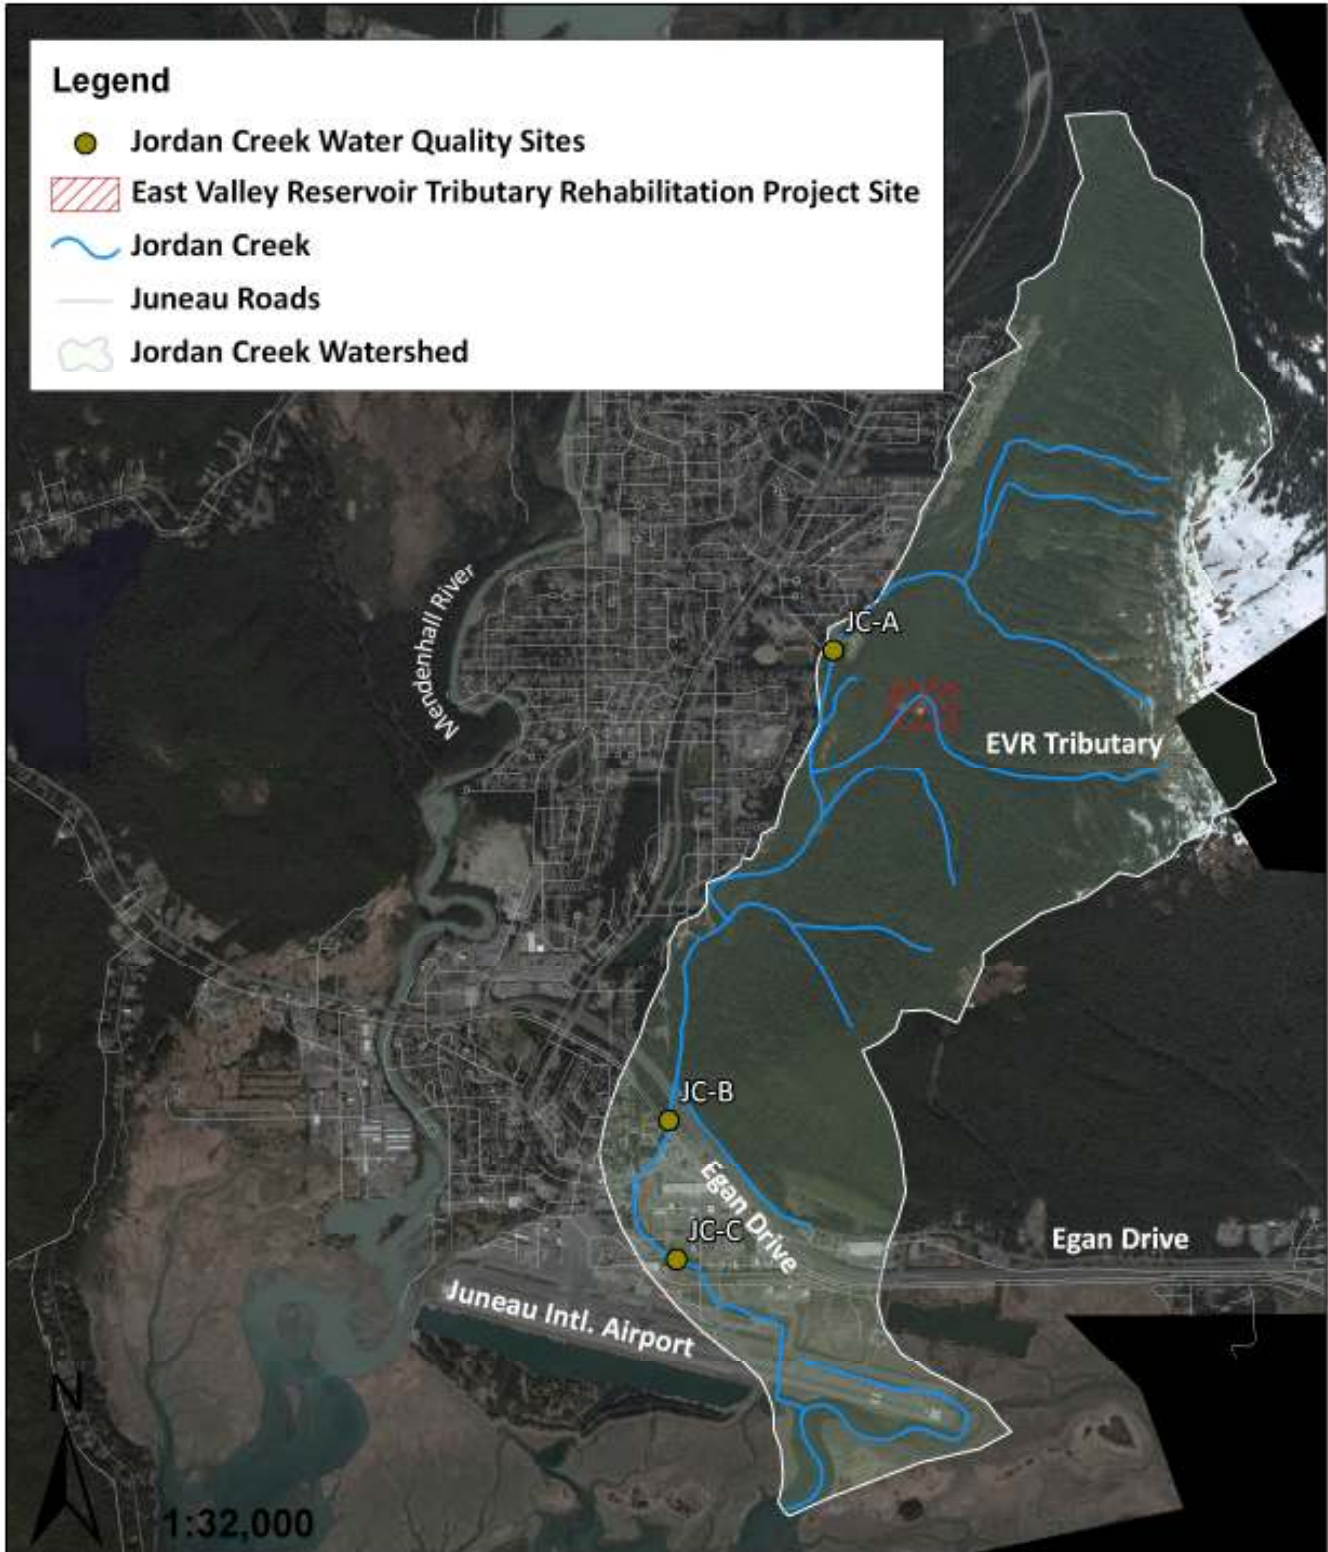 Legend
Jordan Creek Water Quality Sites
East Valley Reservoir Tributary Rehabilitation Project Site
Jordan Creek
Juneau Roads
Jordan Creek Watershed
Mendenhall River
JC-A
EVR Tributary
JC-B
Egan Drive
JC-C
Egan Drive
Juneau Intl. Airport
N
1:32,000